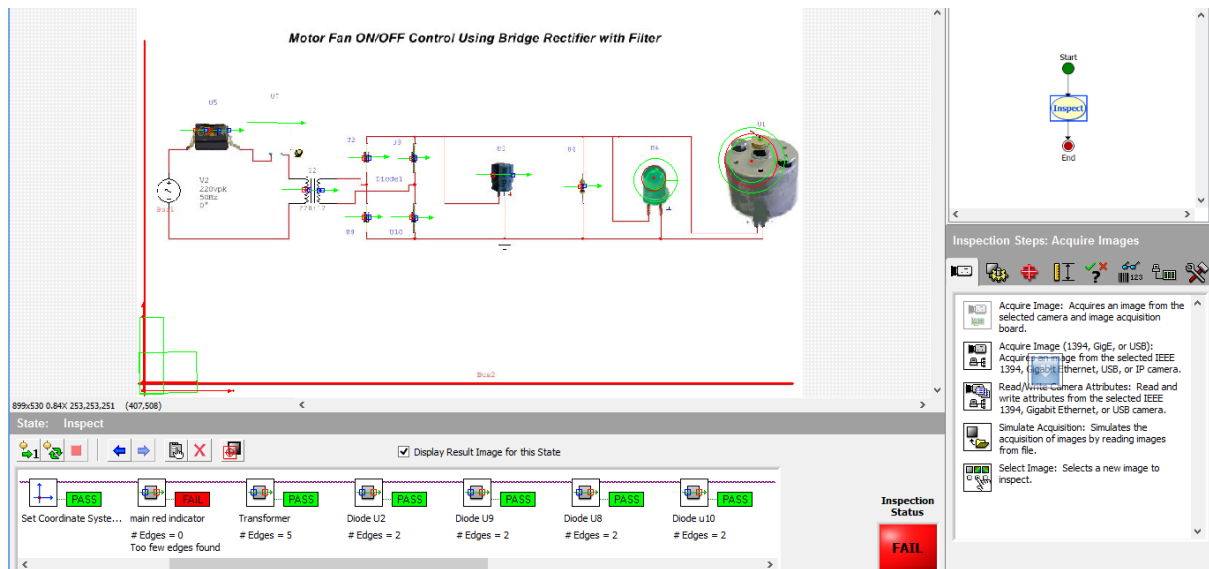 Motor Fan ON/OFF Control Using Bridge Rectifier with Filter
U5
U7
U1
U2
U3
U4
U6
V2
220vpk
50Hz
0°
Diode1
U8
U10
Bus2
899x530 0.84X 253,253,251 (407,508)
State: Inspect
Display Result Image for this State
PASS
FAIL
PASS
PASS
PASS
PASS
PASS
Set Coordinate Syste...
main red indicator
Transformer
Diode U2
Diode U9
Diode U8
Diode u10
# Edges = 0
# Edges = 5
# Edges = 2
# Edges = 2
# Edges = 2
# Edges = 2
Too few edges found
Inspection
Status
FAIL
Start
Inspect
End
Inspection Steps: Acquire Images
Acquire Image: Acquires an image from the
selected camera and image acquisition
board.
Acquire Image (1394, GigE, or USB):
Acquires an image from the selected IEEE
1394, Gigabit Ethernet, USB, or IP camera.
Read/Write Camera Attributes: Read and
write attributes from the selected IEEE
1394, Gigabit Ethernet, or USB camera.
Simulate Acquisition: Simulates the
acquisition of images by reading images
from file.
Select Image: Selects a new image to
inspect.